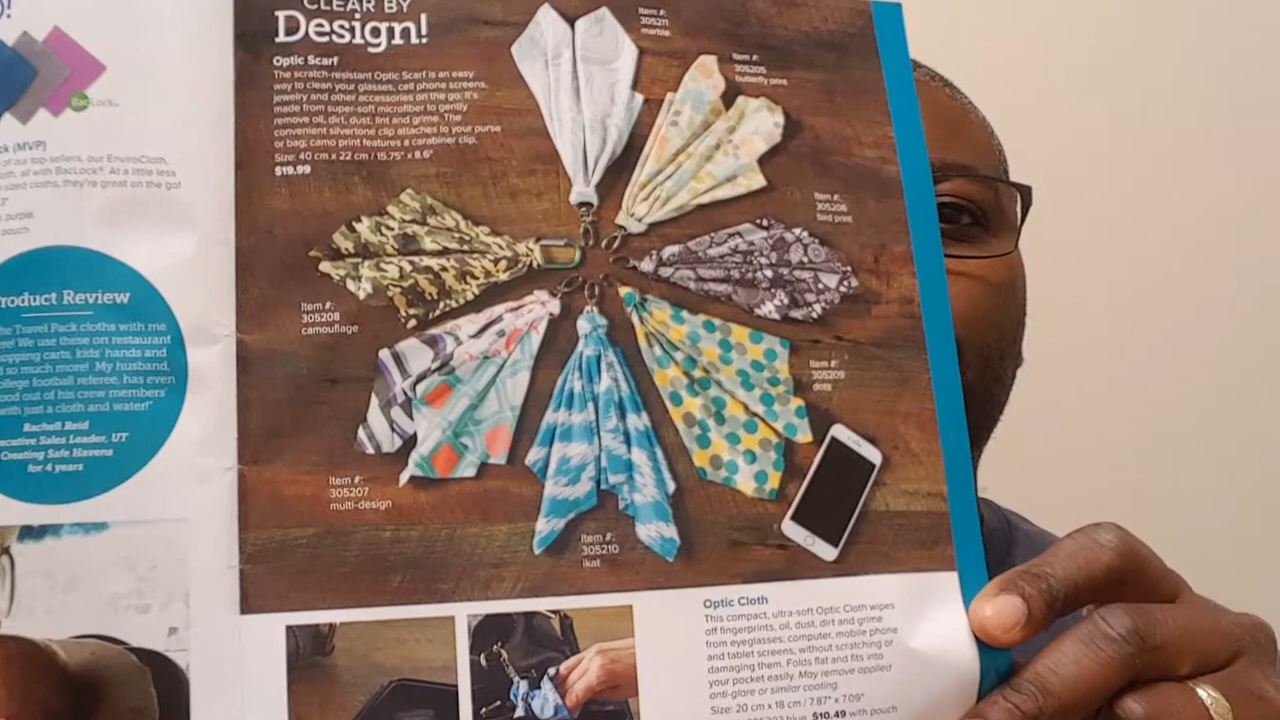 CLEAR BY
Design!
Optic Scarf
The scratch-resistant Optic Scarf is an easy
way to clean your glasses, cell phone screens,
jewelry and other accessories on the go. It's
made from super-soft microfiber to gently
remove oil, dirt, dust, lint and grime. The
convenient silvertone clip attaches to your purse
or bag; camo print features a carabiner clip.
Size: 40 cm x 22 cm / 15.75" x 8.6"
$19.99
Item #:
305211
marble
Item #:
305205
butterfly print
Item #:
305206
bird print
Item #:
305208
camouflage
Item #:
305209
dots
Item #:
305207
multi-design
Item #:
305210
ikat
Optic Cloth
This compact, ultra-soft Optic Cloth wipes
off fingerprints, oil, dust, dirt and grime
from eyeglasses; computer, mobile phone
and tablet screens, without scratching or
damaging them. Folds flat and fits into
your pocket easily. May remove applied
anti-glare or similar coating.
Size: 20 cm x 18 cm / 7.87" x 7.09"
blue $10.49 with pouch
BacLock
(MVP)
of our top-sellers, our EnviroCloth,
all with BacLock®. At a little less
sized cloths, they're great on the go!
purple
pouch
Product Review
the Travel Pack cloths with me
We use these on restaurant
carts, kids' hands and
so much more! My husband,
college football referee, has even
out of his crew members'
with just a cloth and water!"
Rachell Reid
Executive Sales Leader, UT
Creating Safe Havens
for 4 years